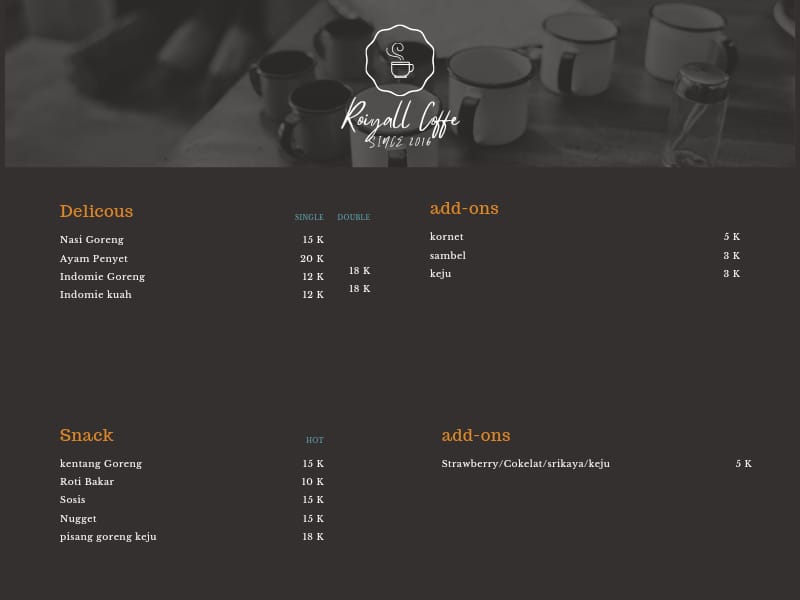 Roiyall Coffe
SINCE 2016
Delicous SINGLE DOUBLE
Nasi Goreng 15 K
Ayam Penyet 20 K
Indomie Goreng 12 K 18 K
Indomie kuah 12 K 18 K
add-ons
kornet 5 K
sambel 3 K
keju 3 K
Snack HOT
kentang Goreng 15 K
Roti Bakar 10 K
Sosis 15 K
Nugget 15 K
pisang goreng keju 18 K
add-ons
Strawberry/Cokelat/srikaya/keju 5 K